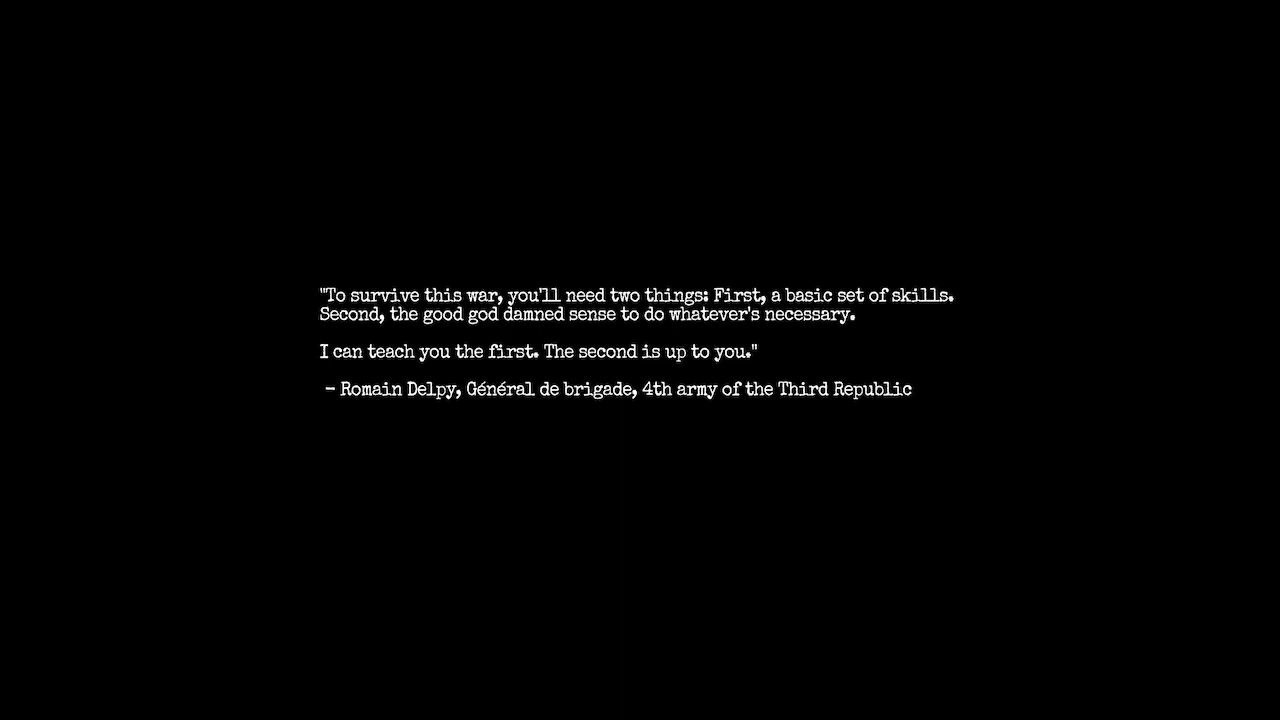 "To survive this war, you'll need two things: First, a basic set of skills.
Second, the good god damned sense to do whatever's necessary.
I can teach you the first. The second is up to you."
- Romain Delpy, Général de brigade, 4th army of the Third Republic